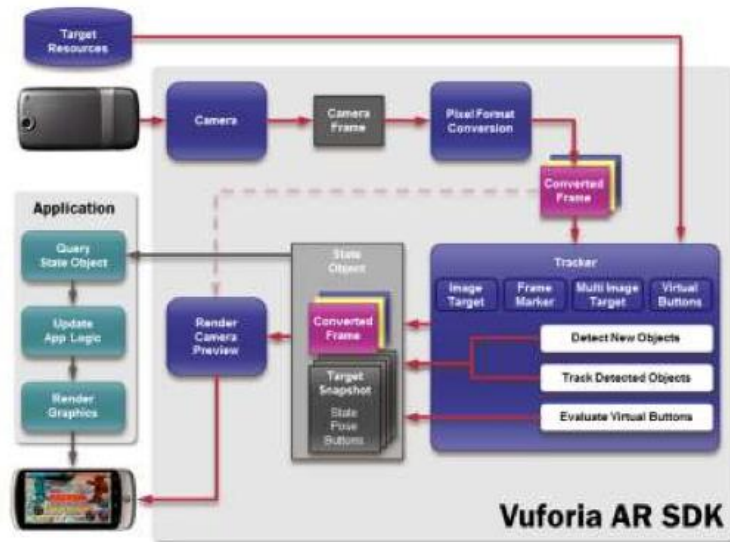 Target
Resources
Camera
Camera
Frame
Pixel Format
Conversion
Converted
Frame
Application
Query
State Object
Update
App Logic
Render
Graphics
Render
Camera
Preview
State
Object
Converted
Frame
Target
Snapshot
State
Pose
Buttons
Tracker
Image
Target
Frame
Marker
Multi Image
Target
Virtual
Buttons
Detect New Objects
Track Detected Objects
Evaluate Virtual Buttons
Vuforia AR SDK